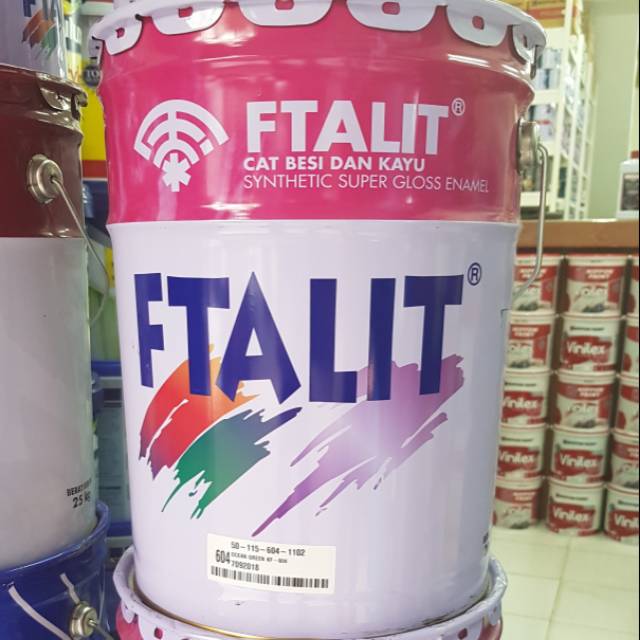 FTALIT®
CAT BESI DAN KAYU
SYNTHETIC SUPER GLOSS ENAMEL
FTALIT®
50-115-604-1102
604
7092018
25 kg
Vinilex
Vinilex
Vinilex
Vinilex